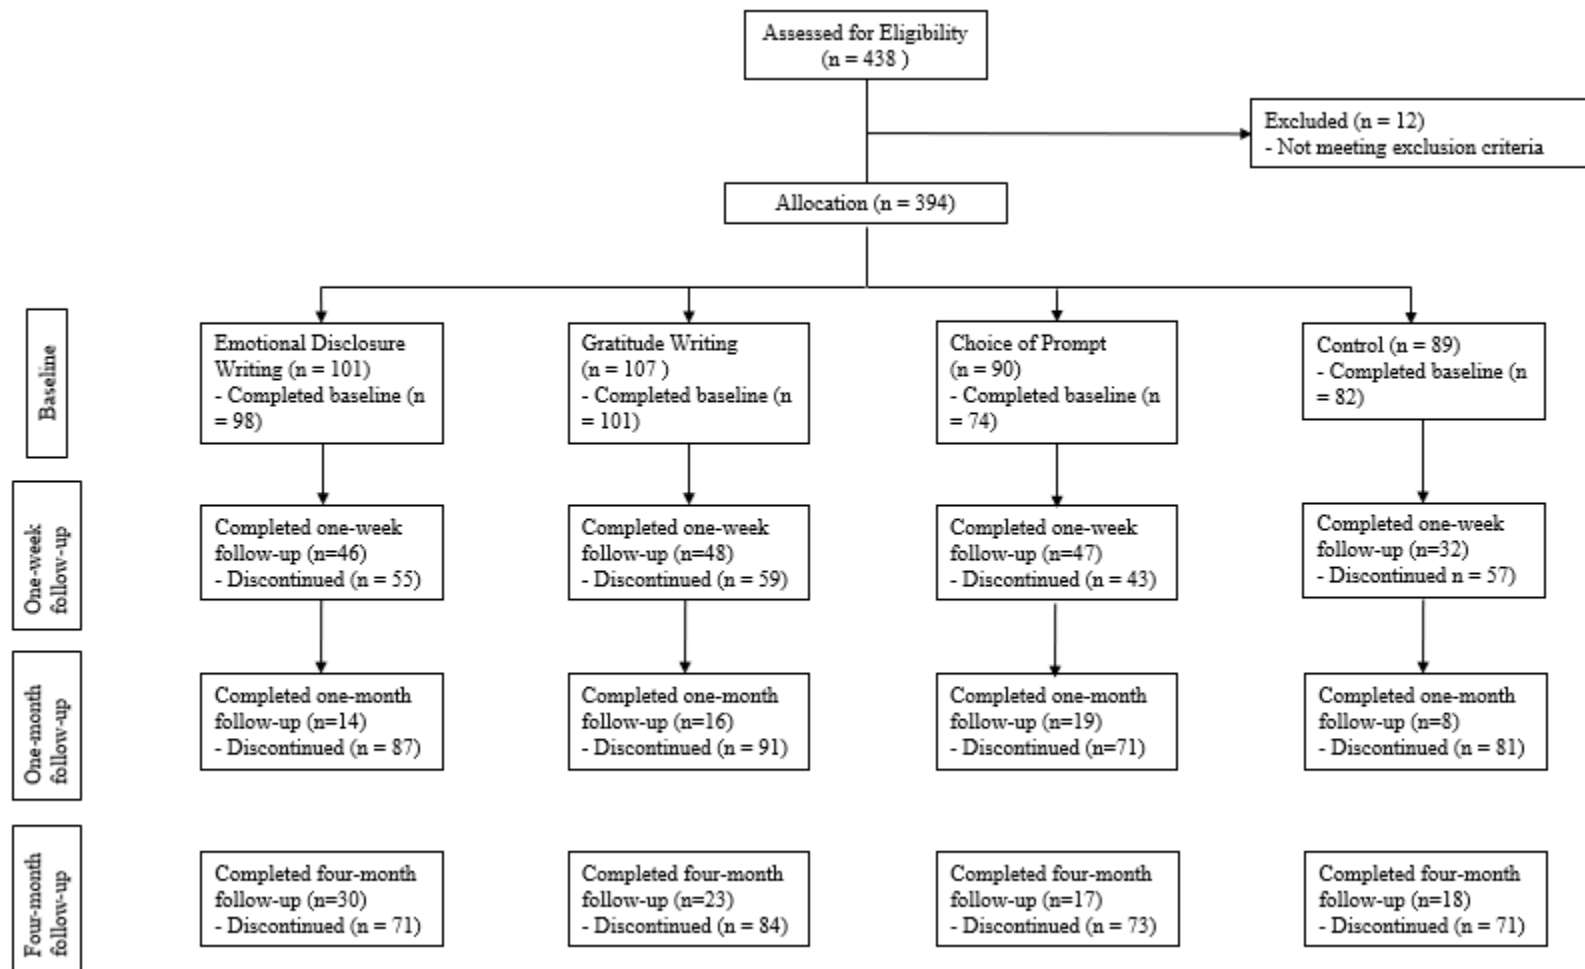 Assessed for Eligibility
(n = 438 )
Excluded (n = 12)
- Not meeting exclusion criteria
Allocation (n = 394)
Baseline
Emotional Disclosure
Writing (n = 101)
- Completed baseline (n
= 98)
Gratitude Writing
(n = 107 )
- Completed baseline (n
= 101)
Choice of Prompt
(n = 90)
- Completed baseline (n
= 74)
Control (n = 89)
- Completed baseline (n
= 82)
One-week
follow-up
Completed one-week
follow-up (n=46)
- Discontinued (n = 55)
Completed one-week
follow-up (n=48)
- Discontinued (n = 59)
Completed one-week
follow-up (n=47)
- Discontinued (n = 43)
Completed one-week
follow-up (n=32)
- Discontinued n = 57)
One-month
follow-up
Completed one-month
follow-up (n=14)
- Discontinued (n = 87)
Completed one-month
follow-up (n=16)
- Discontinued (n = 91)
Completed one-month
follow-up (n=19)
- Discontinued (n=71)
Completed one-month
follow-up (n=8)
- Discontinued (n = 81)
Four-month
follow-up
Completed four-month
follow-up (n=30)
- Discontinued (n = 71)
Completed four-month
follow-up (n=23)
- Discontinued (n = 84)
Completed four-month
follow-up (n=17)
- Discontinued (n = 73)
Completed four-month
follow-up (n=18)
- Discontinued (n = 71)